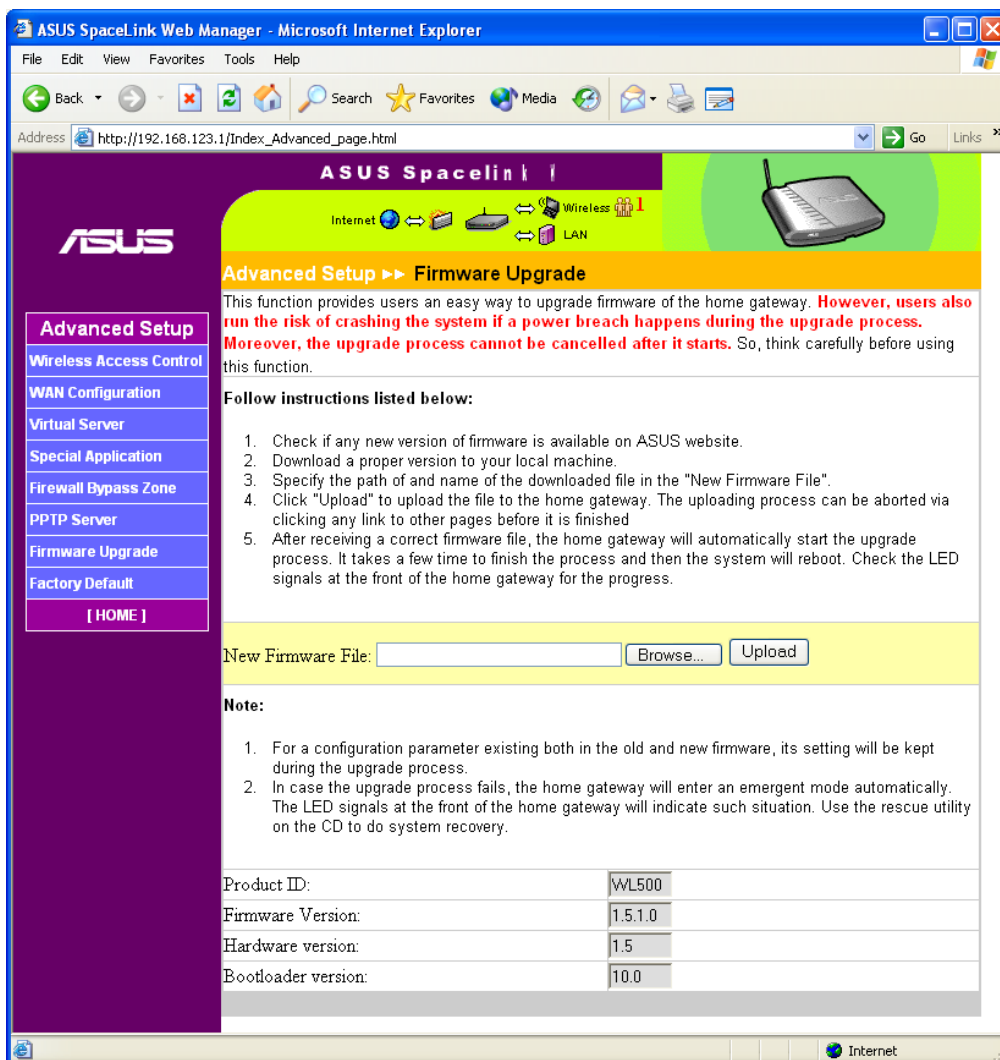 ASUS SpaceLink Web Manager - Microsoft Internet Explorer
File Edit View Favorites Tools Help
Back Search Favorites Media
Address http://192.168.123.1/Index_Advanced_page.html Go Links »
ASUS Spacelink
Internet Wireless 1
LAN
ASUS
Advanced Setup ►► Firmware Upgrade
Advanced Setup
Wireless Access Control
WAN Configuration
Virtual Server
Special Application
Firewall Bypass Zone
PPTP Server
Firmware Upgrade
Factory Default
[ HOME ]
This function provides users an easy way to upgrade firmware of the home gateway. However, users also
run the risk of crashing the system if a power breach happens during the upgrade process.
Moreover, the upgrade process cannot be cancelled after it starts. So, think carefully before using
this function.
Follow instructions listed below:
1. Check if any new version of firmware is available on ASUS website.
2. Download a proper version to your local machine.
3. Specify the path of and name of the downloaded file in the "New Firmware File".
4. Click "Upload" to upload the file to the home gateway. The uploading process can be aborted via
clicking any link to other pages before it is finished
5. After receiving a correct firmware file, the home gateway will automatically start the upgrade
process. It takes a few time to finish the process and then the system will reboot. Check the LED
signals at the front of the home gateway for the progress.
New Firmware File: Browse... Upload
Note:
1. For a configuration parameter existing both in the old and new firmware, its setting will be kept
during the upgrade process.
2. In case the upgrade process fails, the home gateway will enter an emergent mode automatically.
The LED signals at the front of the home gateway will indicate such situation. Use the rescue utility
on the CD to do system recovery.
Product ID: WL500
Firmware Version: 1.5.1.0
Hardware version: 1.5
Bootloader version: 10.0
Internet